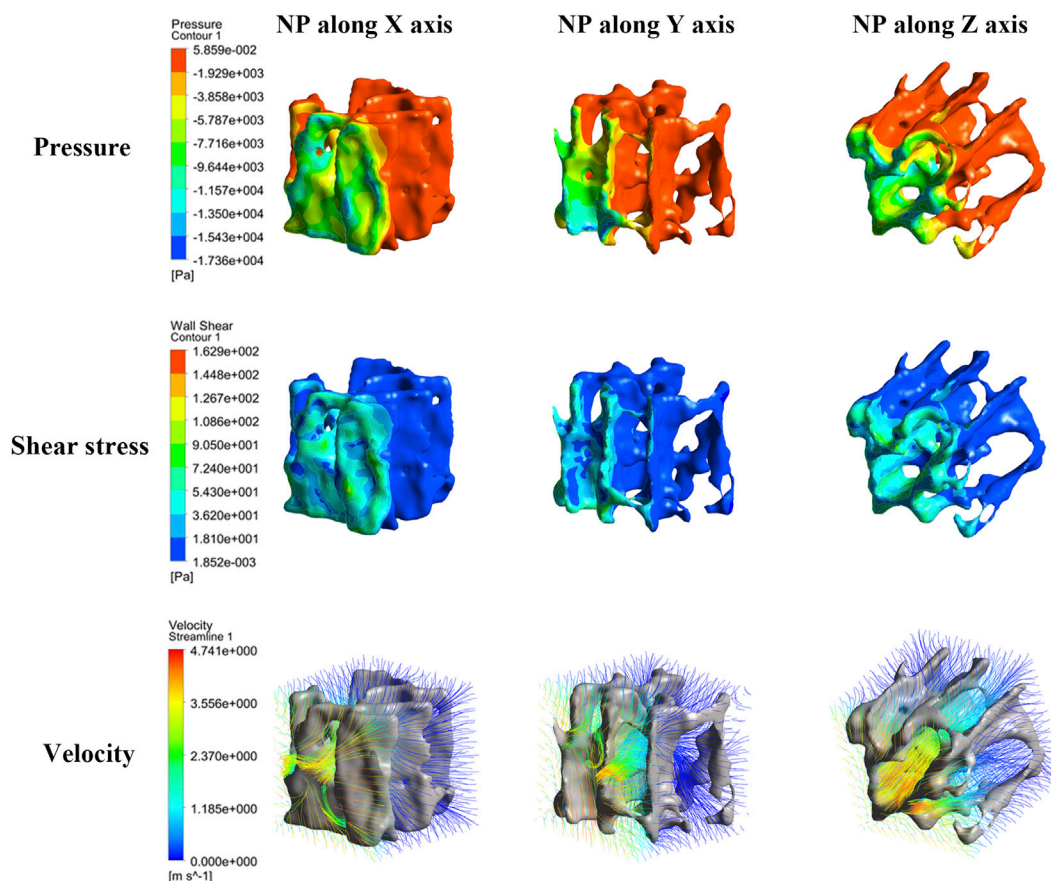 NP along X axis
NP along Y axis
NP along Z axis
Pressure
Pressure
Contour 1
5.859e-002
-1.929e+003
-3.858e+003
-5.787e+003
-7.716e+003
-9.644e+003
-1.157e+004
-1.350e+004
-1.543e+004
-1.736e+004
[Pa]
Shear stress
Wall Shear
Contour 1
1.629e+002
1.448e+002
1.267e+002
1.086e+002
9.050e+001
7.240e+001
5.430e+001
3.620e+001
1.810e+001
1.852e-003
[Pa]
Velocity
Velocity
Streamline 1
4.741e+000
3.556e+000
2.370e+000
1.185e+000
0.000e+000
[m s^-1]